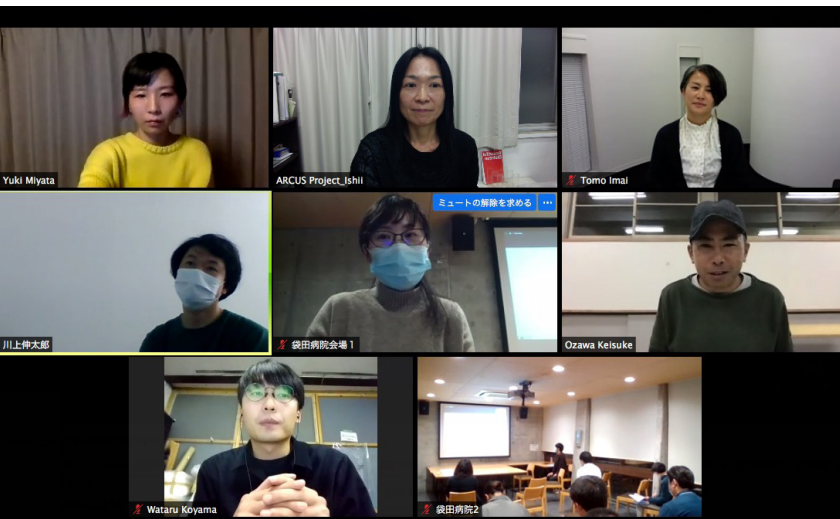 Yuki Miyata
ARCUS Project_Ishii
Tomo Imai
ミュートの解除を求める
川上伸太郎
袋田病院会場1
Ozawa Keisuke
Wataru Koyama
袋田病院2